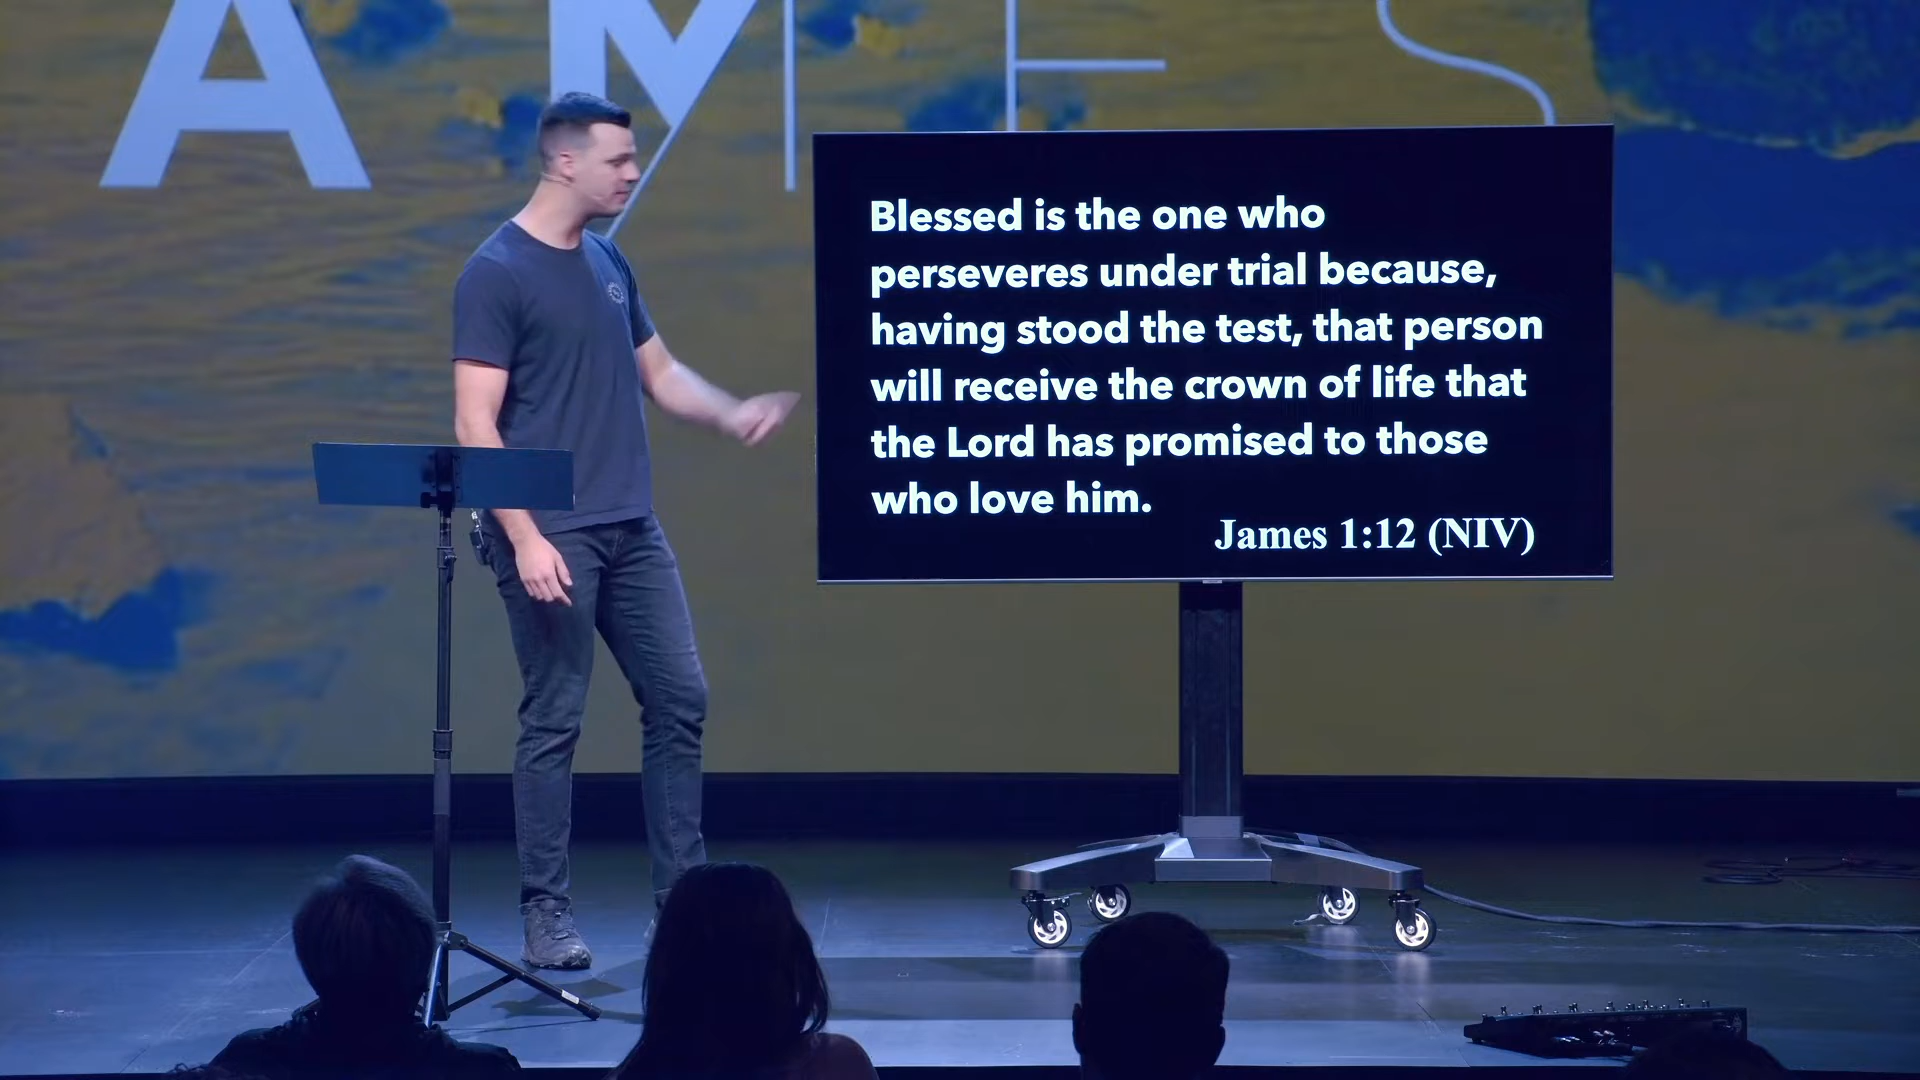 AMES
Blessed is the one who
perseveres under trial because,
having stood the test, that person
will receive the crown of life that
the Lord has promised to those
who love him.
James 1:12 (NIV)